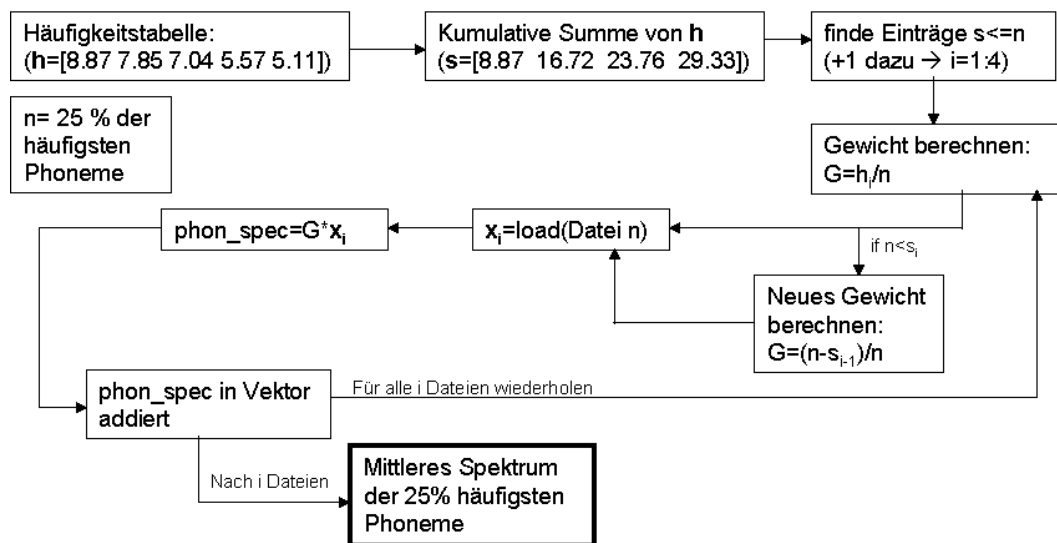 Häufigkeitstabelle:
(h=[8.87 7.85 7.04 5.57 5.11])
Kumulative Summe von h
(s=[8.87 16.72 23.76 29.33])
finde Einträge s<=n
(+1 dazu → i=1:4)
n= 25 % der
häufigsten
Phoneme
Gewicht berechnen:
G=hi/n
phon_spec=G*xi
xi=load(Datei n)
if n<si
Neues Gewicht
berechnen:
G=(n-si-1)/n
phon_spec in Vektor
addiert
Für alle i Dateien wiederholen
Nach i Dateien
Mittleres Spektrum
der 25% häufigsten
Phoneme